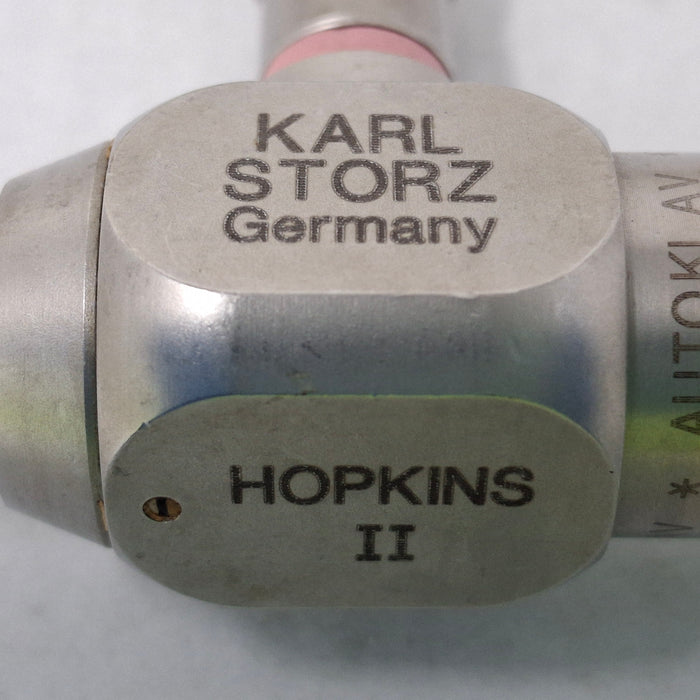 KARL
STORZ
Germany
HOPKINS
II
* AUTOKLAV